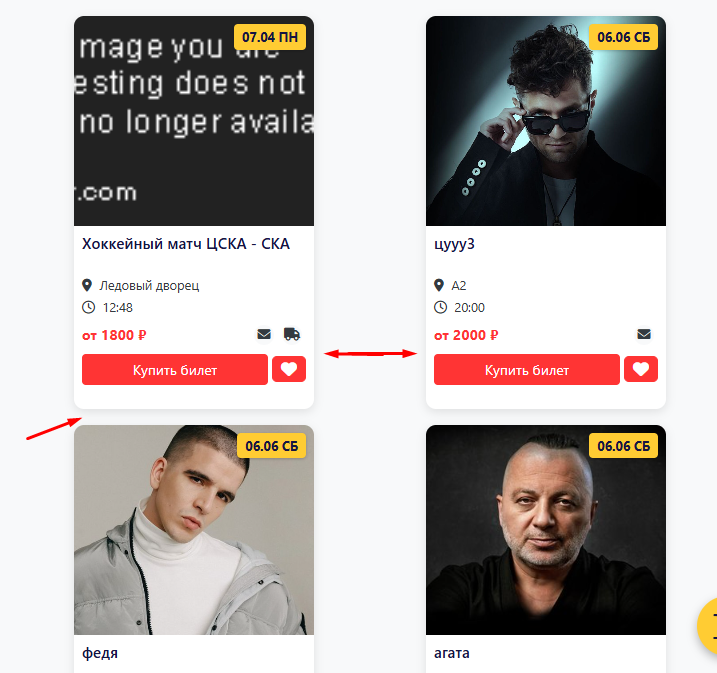 07.04 ПН
mage you are
esting does not
no longer availa
r.com
Хоккейный матч ЦСКА - СКА
Ледовый дворец
12:48
от 1800 ₽
Купить билет
06.06 СБ
цууу3
A2
20:00
от 2000 ₽
Купить билет
06.06 СБ
федя
06.06 СБ
агата